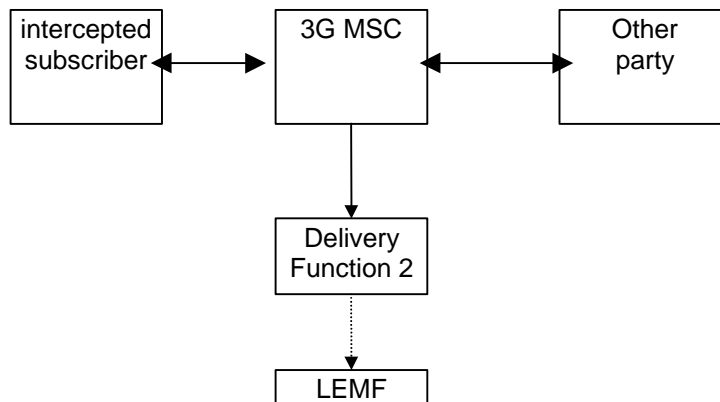 intercepted
subscriber
3G MSC
Other
party
Delivery
Function 2
LEMF